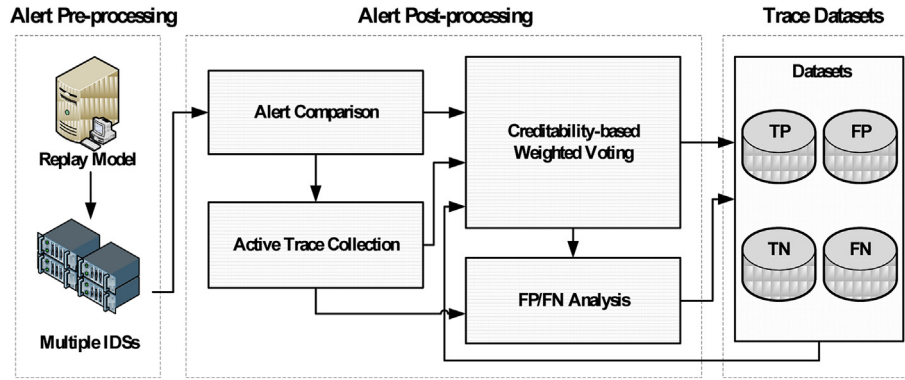 Alert Pre-processing
Alert Post-processing
Trace Datasets
Replay Model
Multiple IDSs
Alert Comparison
Active Trace Collection
Creditability-based
Weighted Voting
FP/FN Analysis
Datasets
TP
FP
TN
FN